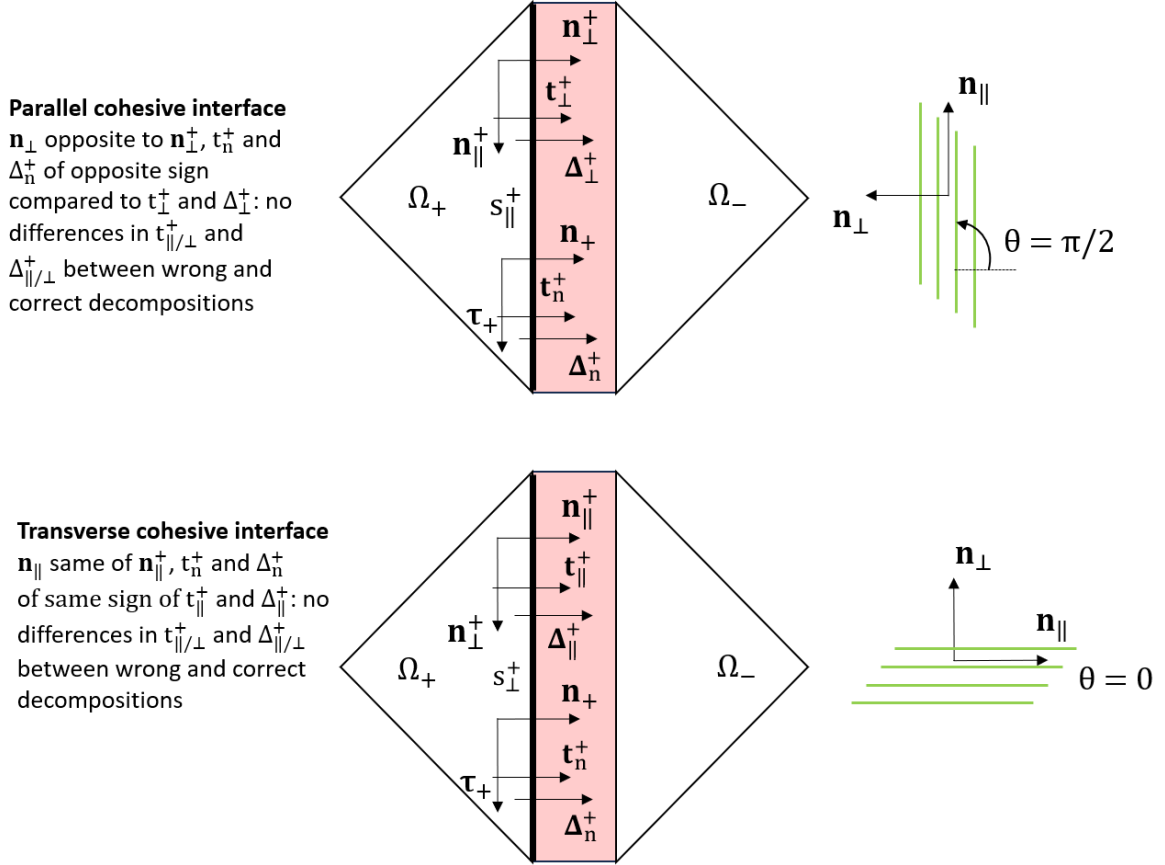 Parallel cohesive interface
n⊥ opposite to n⊥⁺, tₙ⁺ and
Δₙ⁺ of opposite sign
compared to t⊥⁺ and Δ⊥⁺: no
differences in t∥/⊥⁺ and
Δ∥/⊥⁺ between wrong and
correct decompositions
n⊥⁺
t⊥⁺
n∥⁺
Δ⊥⁺
Ω₊
s∥⁺
Ω₋
n₊
tₙ⁺
τ₊
Δₙ⁺
n∥
n⊥
θ = π/2
Transverse cohesive interface
n∥ same of n∥⁺, tₙ⁺ and Δₙ⁺
of same sign of t∥⁺ and Δ∥⁺: no
differences in t∥/⊥⁺ and Δ∥/⊥⁺
between wrong and correct
decompositions
n∥⁺
t∥⁺
n⊥⁺
Δ∥⁺
Ω₊
s⊥⁺
Ω₋
n₊
tₙ⁺
τ₊
Δₙ⁺
n⊥
n∥
θ = 0